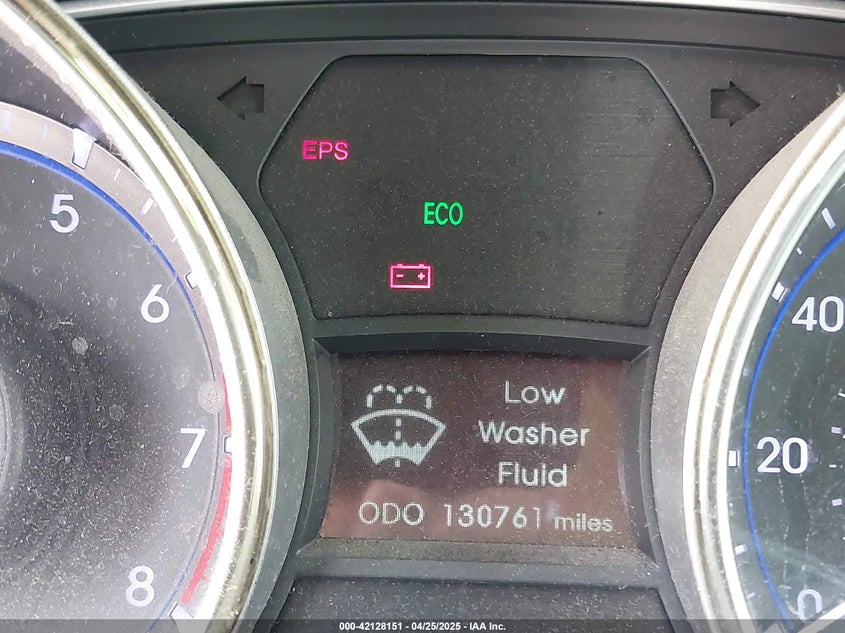 EPS
ECO
5
6
7
8
40
20
0
Low
Washer
Fluid
ODO 130761 miles
000-42128151 04/25/2025 IAA Inc.